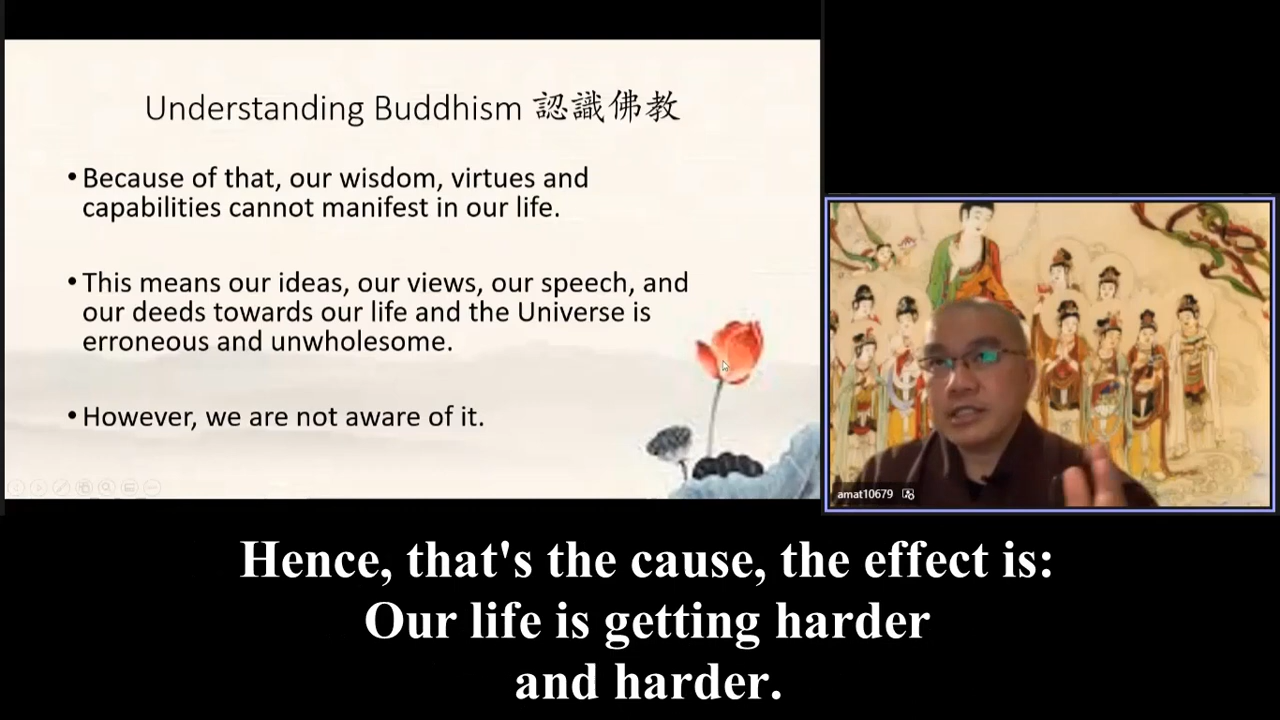 Understanding Buddhism 認識佛教
• Because of that, our wisdom, virtues and
capabilities cannot manifest in our life.
• This means our ideas, our views, our speech, and
our deeds towards our life and the Universe is
erroneous and unwholesome.
• However, we are not aware of it.
amat10679
Hence, that's the cause, the effect is:
Our life is getting harder
and harder.